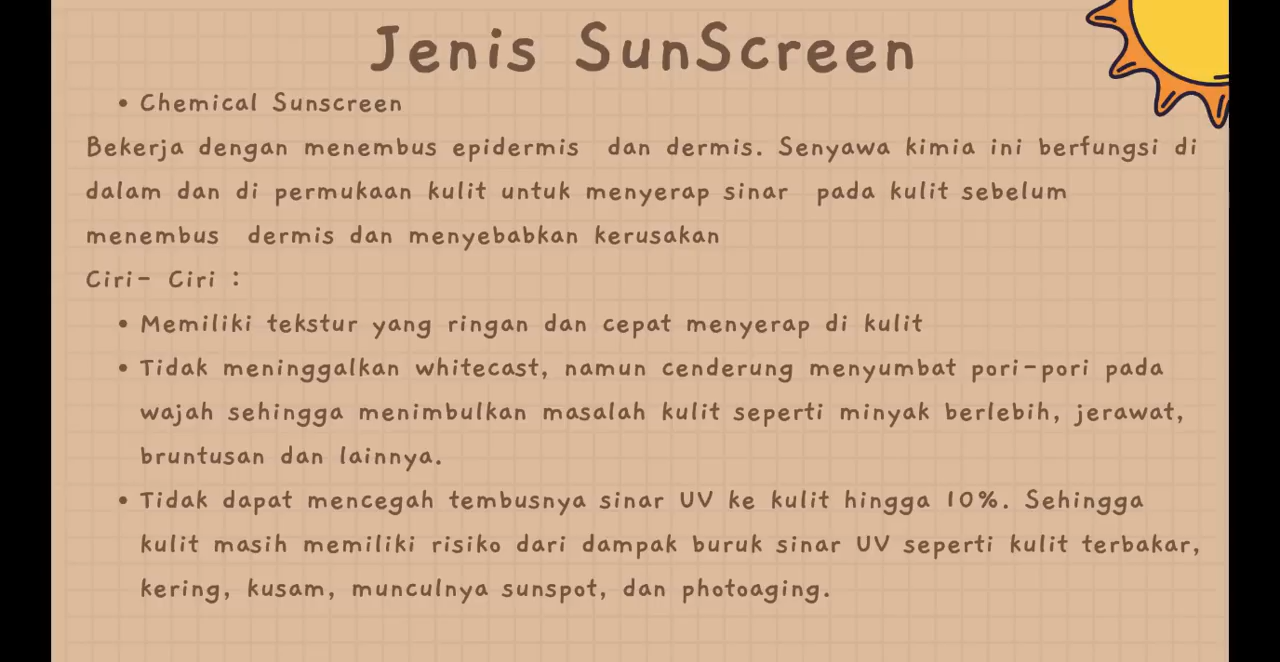 Jenis SunScreen
• Chemical Sunscreen
Bekerja dengan menembus epidermis dan dermis. Senyawa kimia ini berfungsi di
dalam dan di permukaan kulit untuk menyerap sinar pada kulit sebelum
menembus dermis dan menyebabkan kerusakan
Ciri- Ciri :
• Memiliki tekstur yang ringan dan cepat menyerap di kulit
• Tidak meninggalkan whitecast, namun cenderung menyumbat pori-pori pada
wajah sehingga menimbulkan masalah kulit seperti minyak berlebih, jerawat,
bruntusan dan lainnya.
• Tidak dapat mencegah tembusnya sinar UV ke kulit hingga 10%. Sehingga
kulit masih memiliki risiko dari dampak buruk sinar UV seperti kulit terbakar,
kering, kusam, munculnya sunspot, dan photoaging.